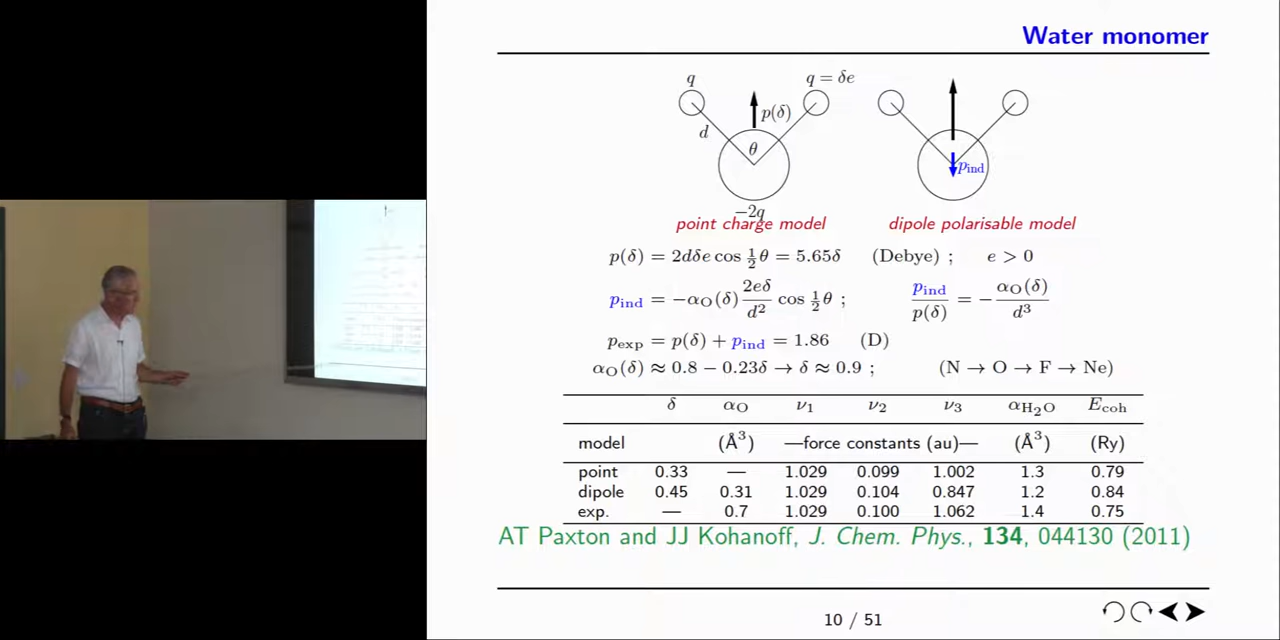 Water monomer
q
q = δe
p(δ)
d
θ
p_ind
−2q
point charge model
dipole polarisable model
p(δ) = 2dδe cos ½θ = 5.65δ (Debye) ; e > 0
p_ind = −α_O(δ) 2eδ/d² cos ½θ ; p_ind/p(δ) = −α_O(δ)/d³
p_exp = p(δ) + p_ind = 1.86 (D)
α_O(δ) ≈ 0.8 − 0.23δ → δ ≈ 0.9 ; (N → O → F → Ne)
δ α_O ν₁ ν₂ ν₃ α_H₂O E_coh
model (Å³) —force constants (au)— (Å³) (Ry)
point 0.33 — 1.029 0.099 1.002 1.3 0.79
dipole 0.45 0.31 1.029 0.104 0.847 1.2 0.84
exp. — 0.7 1.029 0.100 1.062 1.4 0.75
AT Paxton and JJ Kohanoff, J. Chem. Phys., 134, 044130 (2011)
10 / 51